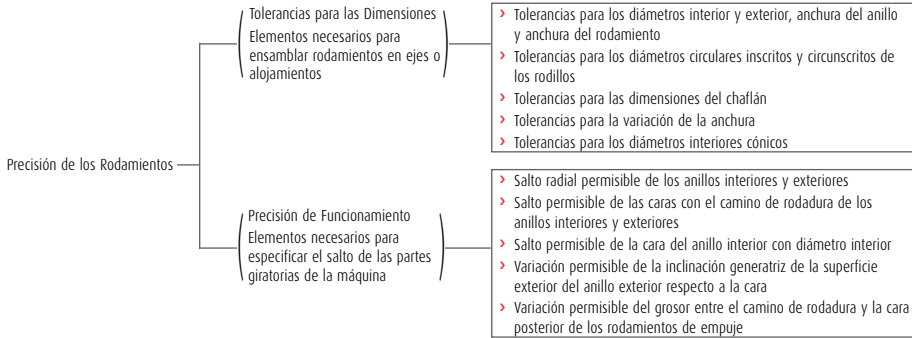 Precisión de los Rodamientos
Tolerancias para las Dimensiones
Elementos necesarios para
ensamblar rodamientos en ejes o
alojamientos
› Tolerancias para los diámetros interior y exterior, anchura del anillo
y anchura del rodamiento
› Tolerancias para los diámetros circulares inscritos y circunscritos de
los rodillos
› Tolerancias para las dimensiones del chaflán
› Tolerancias para la variación de la anchura
› Tolerancias para los diámetros interiores cónicos
Precisión de Funcionamiento
Elementos necesarios para
especificar el salto de las partes
giratorias de la máquina
› Salto radial permisible de los anillos interiores y exteriores
› Salto permisible de las caras con el camino de rodadura de los
anillos interiores y exteriores
› Salto permisible de la cara del anillo interior con diámetro interior
› Variación permisible de la inclinación generatriz de la superficie
exterior del anillo exterior respecto a la cara
› Variación permisible del grosor entre el camino de rodadura y la cara
posterior de los rodamientos de empuje